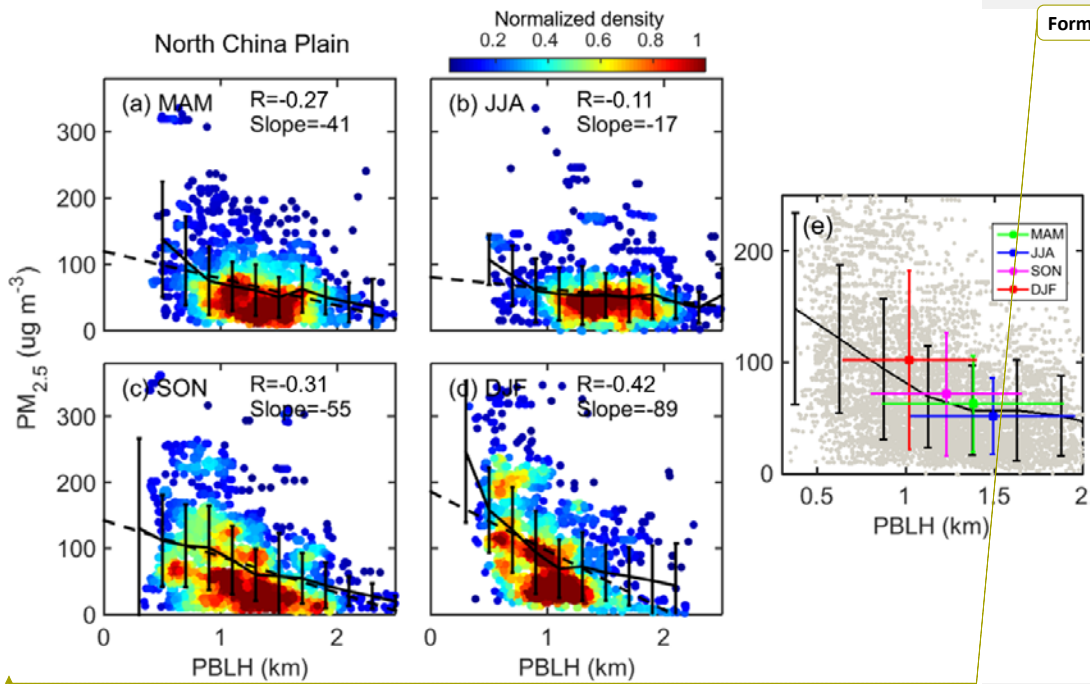 Normalized density
0.2 0.4 0.6 0.8 1
Form
North China Plain
(a) MAM
R=-0.27
Slope=-41
(b) JJA
R=-0.11
Slope=-17
300
200
100
0
(c) SON
R=-0.31
Slope=-55
(d) DJF
R=-0.42
Slope=-89
300
200
100
0
PM2.5 (ug m−3)
0 1 2
0 1 2
PBLH (km)
PBLH (km)
(e)
MAM
JJA
SON
DJF
200
100
0
0.5 1 1.5 2
PBLH (km)